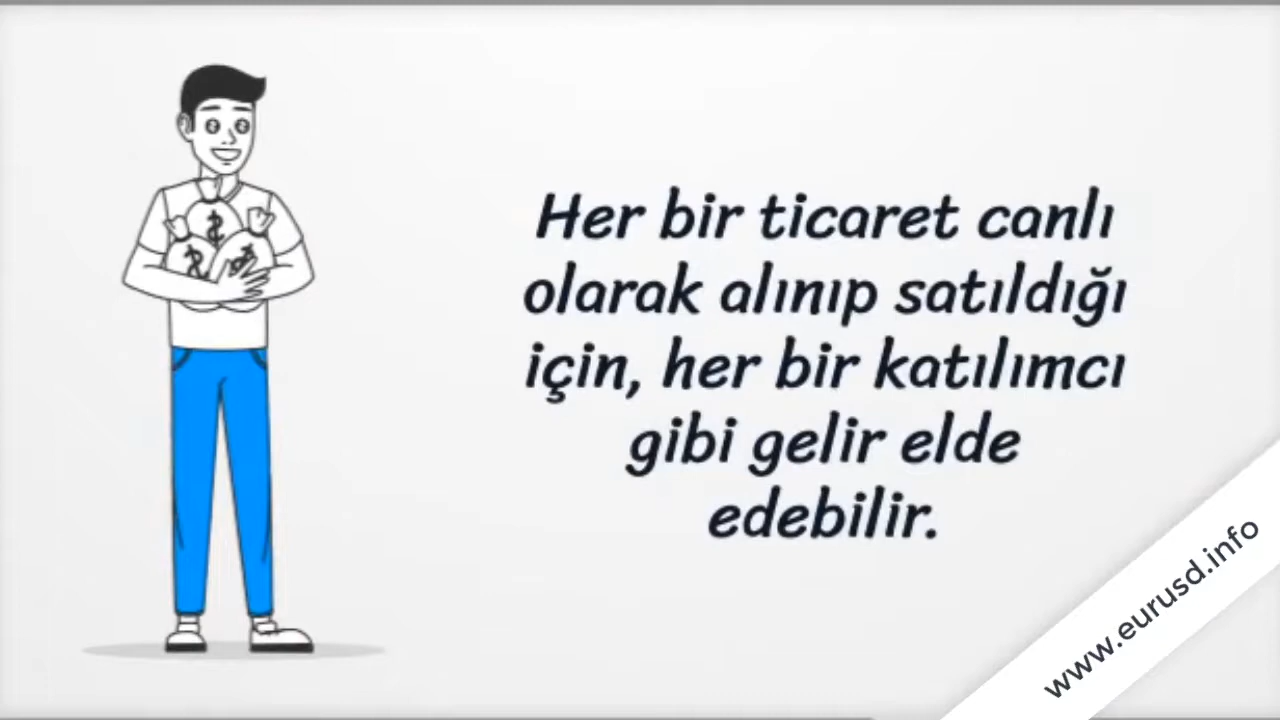 Her bir ticaret canlı
olarak alınıp satıldığı
için, her bir katılımcı
gibi gelir elde
edebilir.
www.eurusd.info